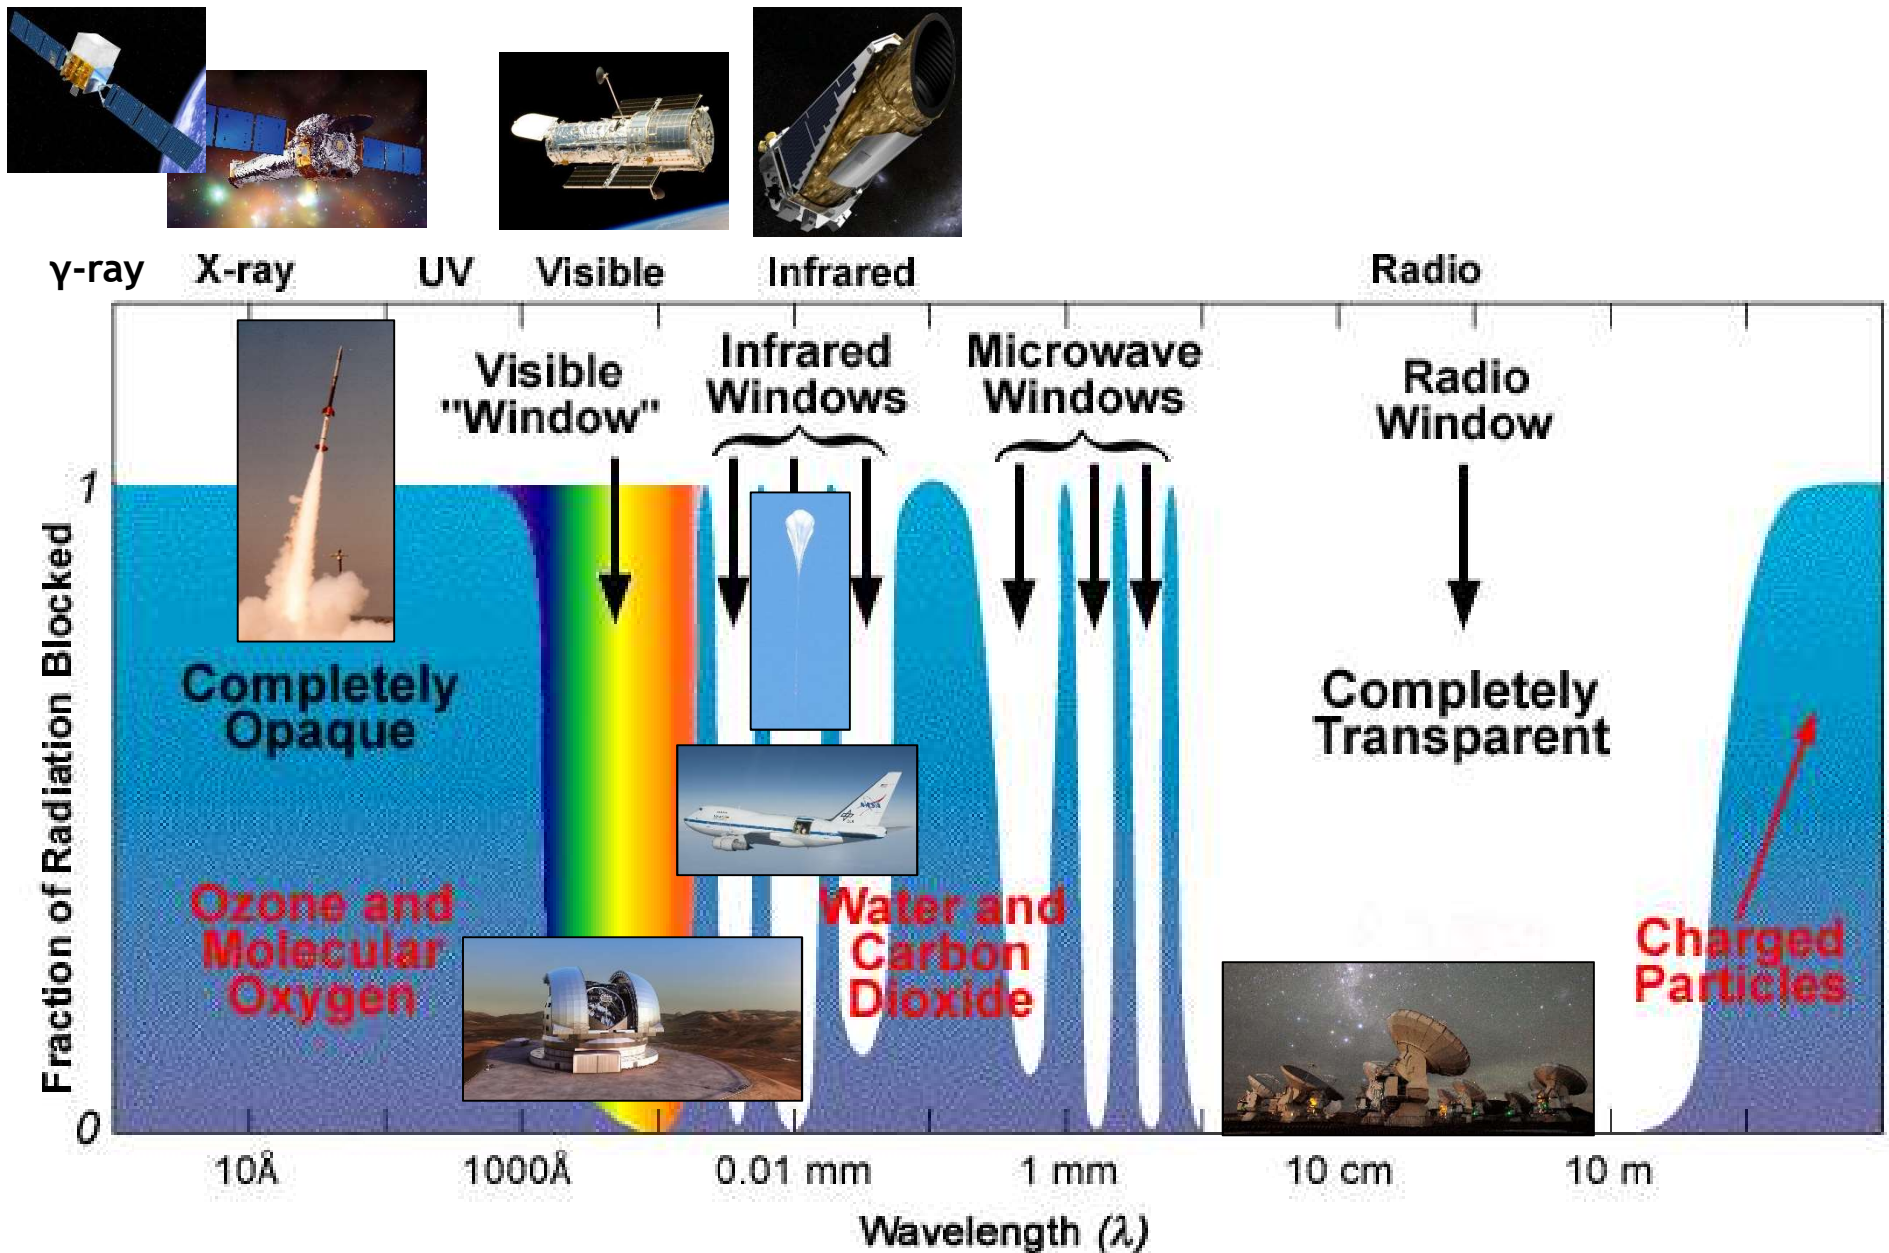 γ-ray X-ray UV Visible Infrared Radio
Visible
"Window"
Infrared
Windows
Microwave
Windows
Radio
Window
1
Fraction of Radiation Blocked
0
Completely
Opaque
Completely
Transparent
NASA
Ozone and
Molecular
Oxygen
Water and
Carbon
Dioxide
Charged
Particles
10Å 1000Å 0.01 mm 1 mm 10 cm 10 m
Wavelength (λ)